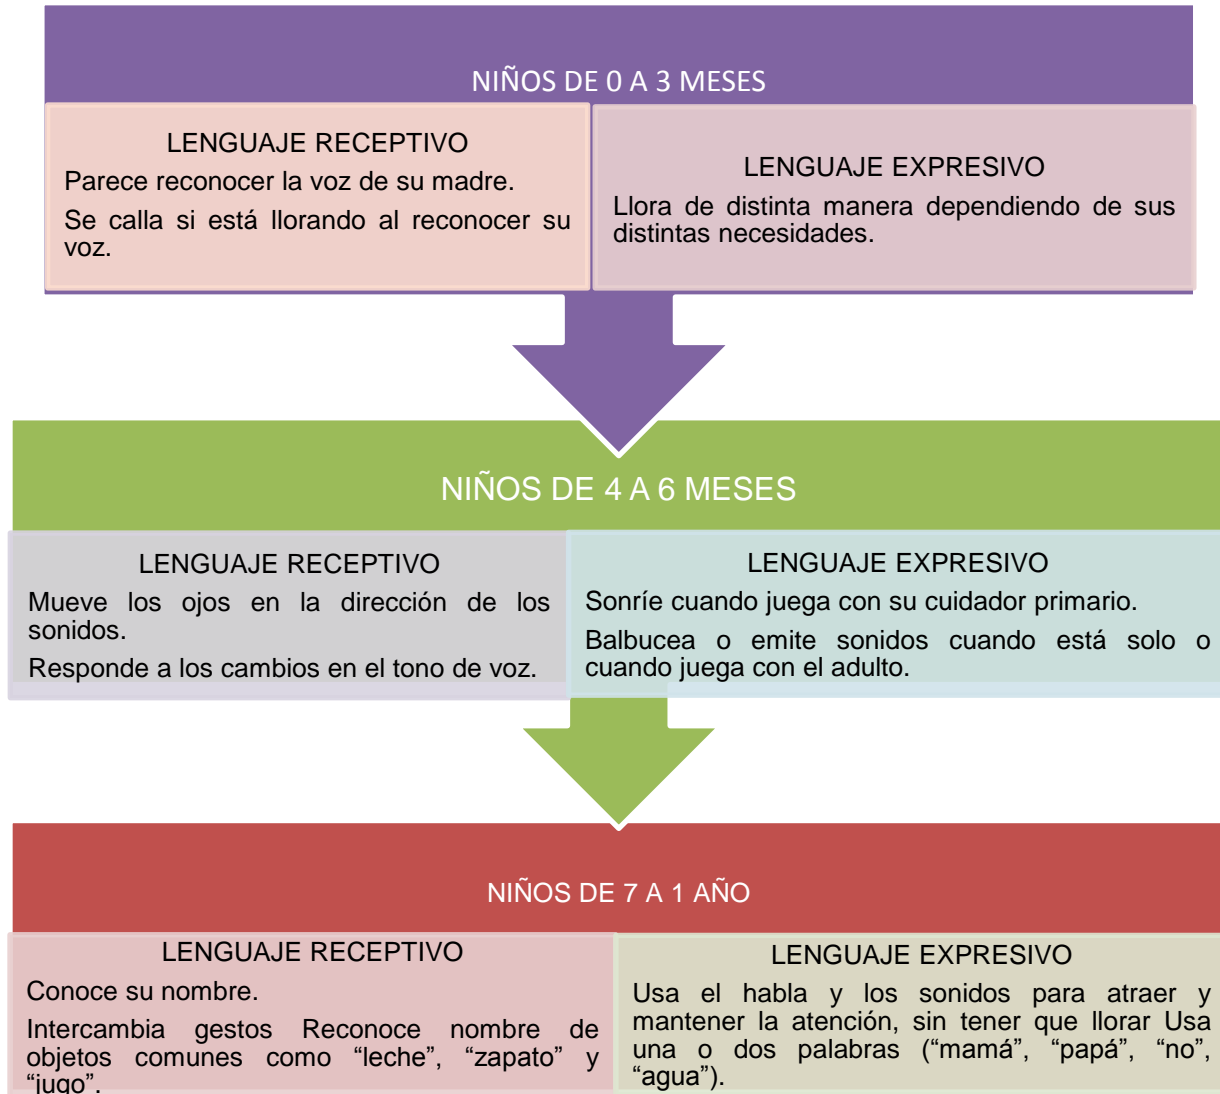 NIÑOS DE 0 A 3 MESES
LENGUAJE RECEPTIVO
Parece reconocer la voz de su madre.
Se calla si está llorando al reconocer su
voz.
LENGUAJE EXPRESIVO
Llora de distinta manera dependiendo de sus
distintas necesidades.
NIÑOS DE 4 A 6 MESES
LENGUAJE RECEPTIVO
Mueve los ojos en la dirección de los
sonidos.
Responde a los cambios en el tono de voz.
LENGUAJE EXPRESIVO
Sonríe cuando juega con su cuidador primario.
Balbucea o emite sonidos cuando está solo o
cuando juega con el adulto.
NIÑOS DE 7 A 1 AÑO
LENGUAJE RECEPTIVO
Conoce su nombre.
Intercambia gestos Reconoce nombre de
objetos comunes como “leche”, “zapato” y
“jugo”.
LENGUAJE EXPRESIVO
Usa el habla y los sonidos para atraer y
mantener la atención, sin tener que llorar Usa
una o dos palabras (“mamá”, “papá”, “no”,
“agua”).